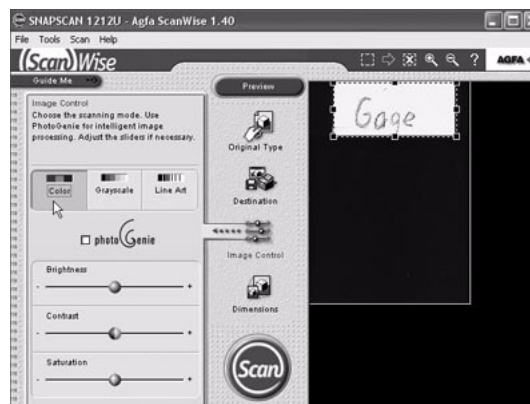 SNAPSCAN 1212U - Agfa ScanWise 1.40
File Tools Scan Help
ScanWise
AGFA
Guide Me
Preview
Image Control
Choose the scanning mode. Use
PhotoGenie for intelligent image
processing. Adjust the sliders if necessary.
Color Grayscale Line Art
photoGenie
Brightness
- +
Contrast
- +
Saturation
- +
Original Type
Destination
Image Control
Dimensions
Scan
Gage